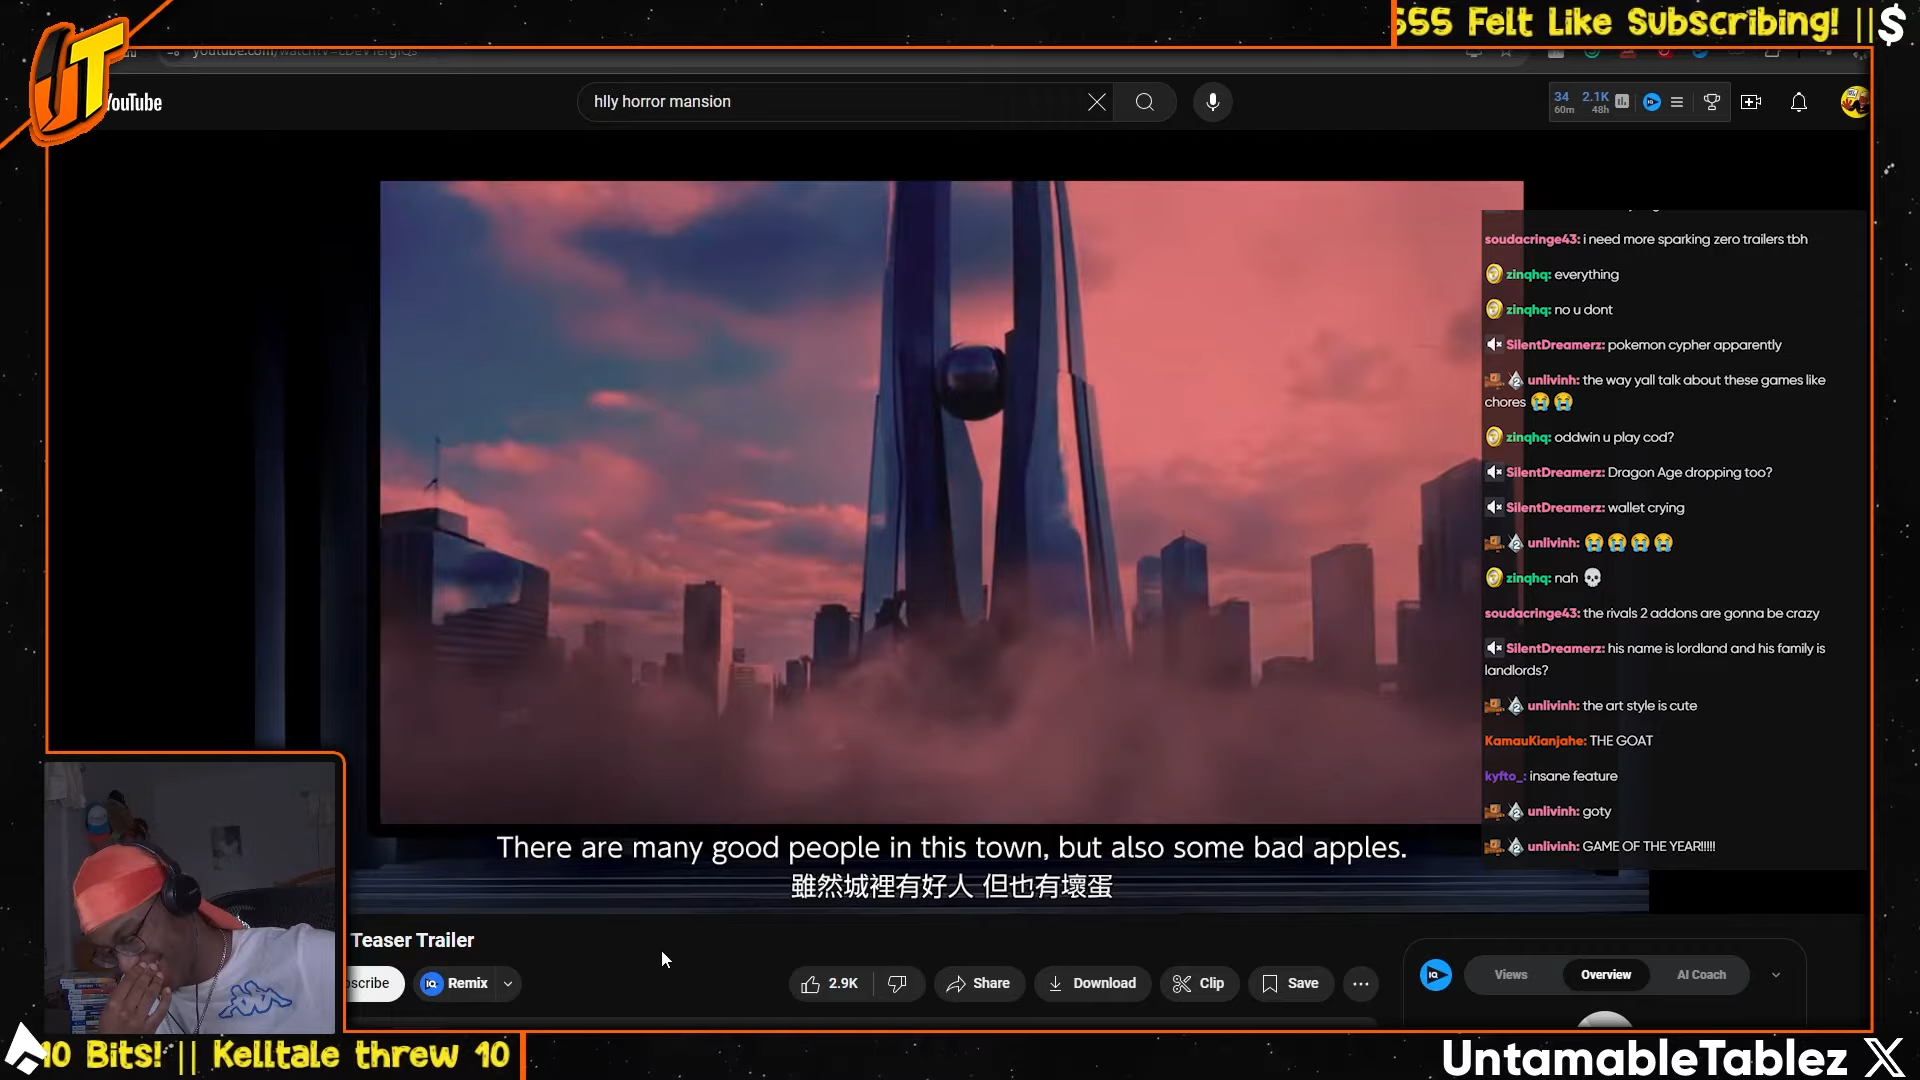 $$$ Felt Like Subscribing! || $
UT
YouTube
hlly horror mansion
34 2.1K
60m 48h
soudacringe43: i need more sparking zero trailers tbh
zinqhq: everything
zinqhq: no u dont
SilentDreamerz: pokemon cypher apparently
unlivinh: the way yall talk about these games like
chores 😭 😭
zinqhq: oddwin u play cod?
SilentDreamerz: Dragon Age dropping too?
SilentDreamerz: wallet crying
unlivinh: 😭 😭 😭 😭
zinqhq: nah 💀
soudacringe43: the rivals 2 addons are gonna be crazy
SilentDreamerz: his name is lordland and his family is
landlords?
unlivinh: the art style is cute
KamauKianjahe: THE GOAT
kyfto_: insane feature
unlivinh: goty
unlivinh: GAME OF THE YEAR!!!!!
There are many good people in this town, but also some bad apples.
雖然城裡有好人 但也有壞蛋
Teaser Trailer
scribe
IQ Remix
2.9K
Share
Download
Clip
Save
IQ
Views
Overview
AI Coach
10 Bits! || Kelltale threw 10
UntamableTablez X